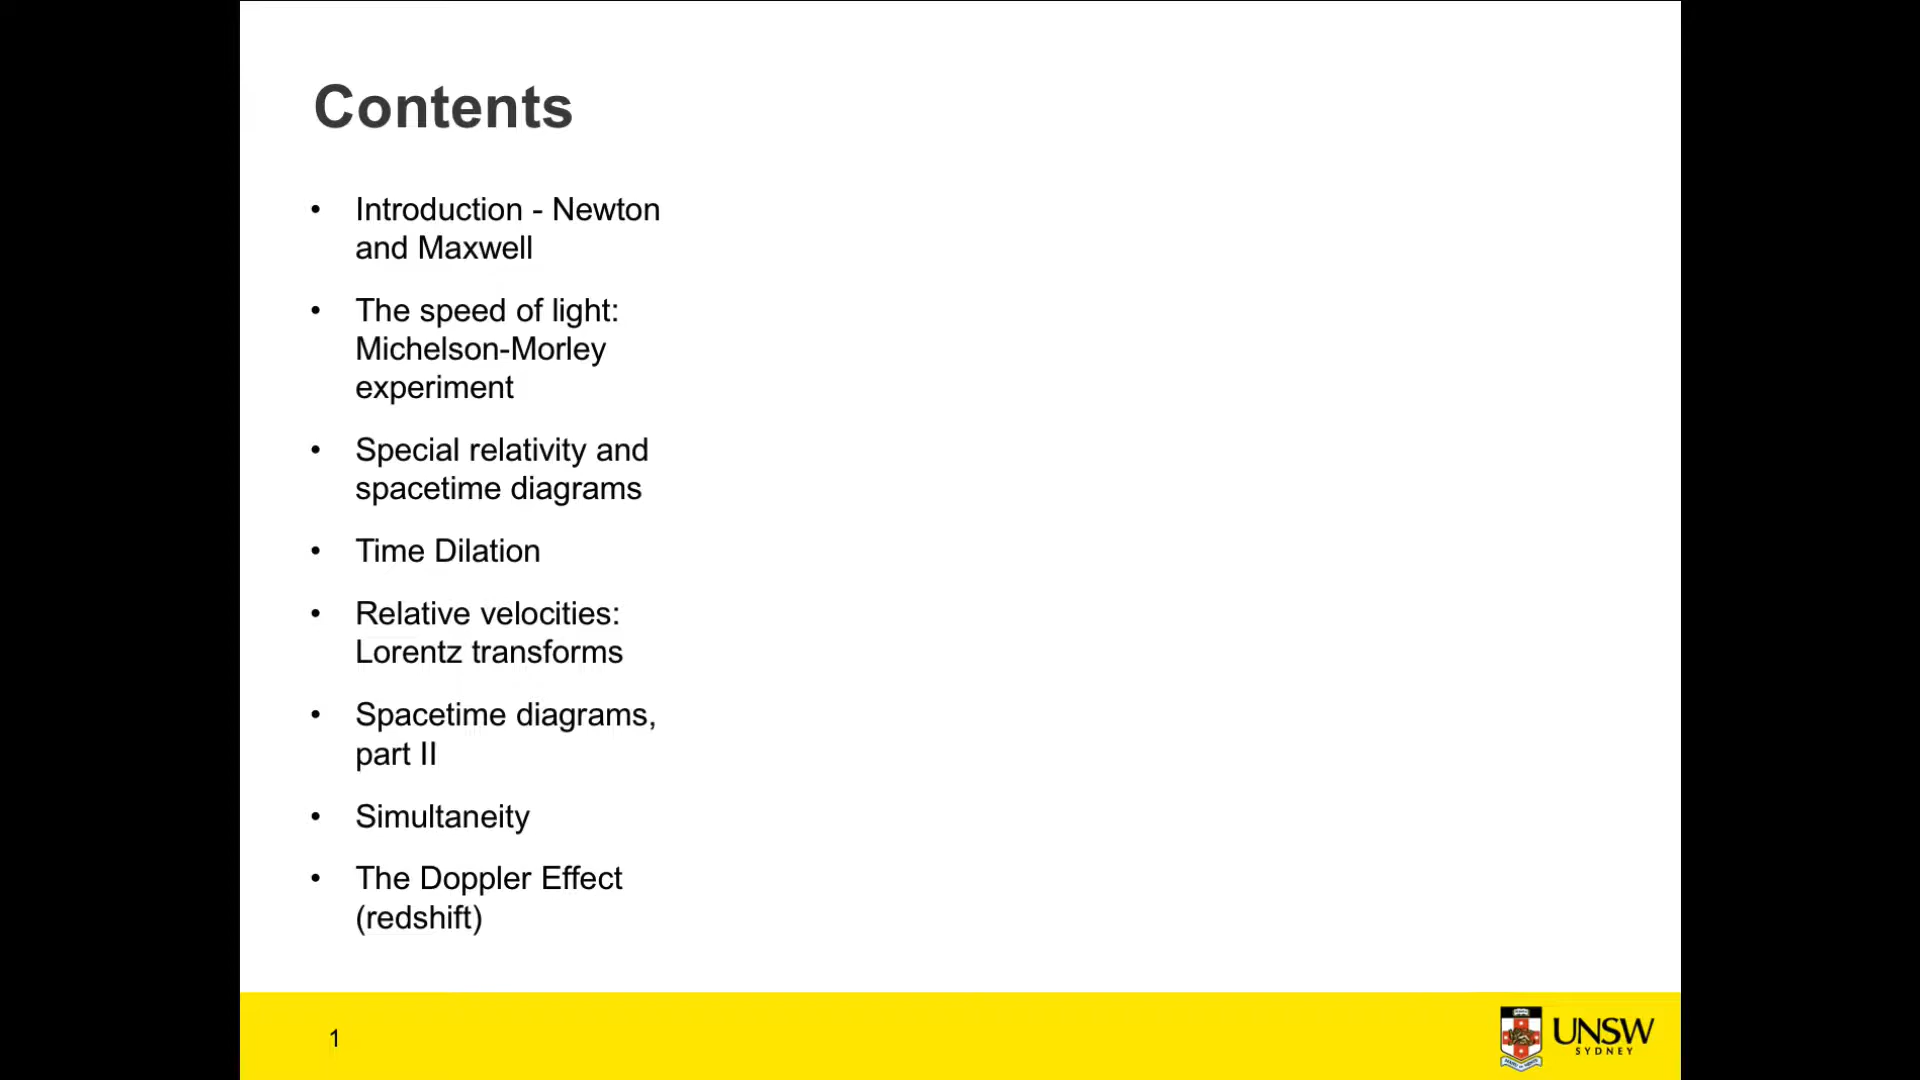 Contents
• Introduction - Newton
and Maxwell
• The speed of light:
Michelson-Morley
experiment
• Special relativity and
spacetime diagrams
• Time Dilation
• Relative velocities:
Lorentz transforms
• Spacetime diagrams,
part II
• Simultaneity
• The Doppler Effect
(redshift)
1
UNSW
SYDNEY